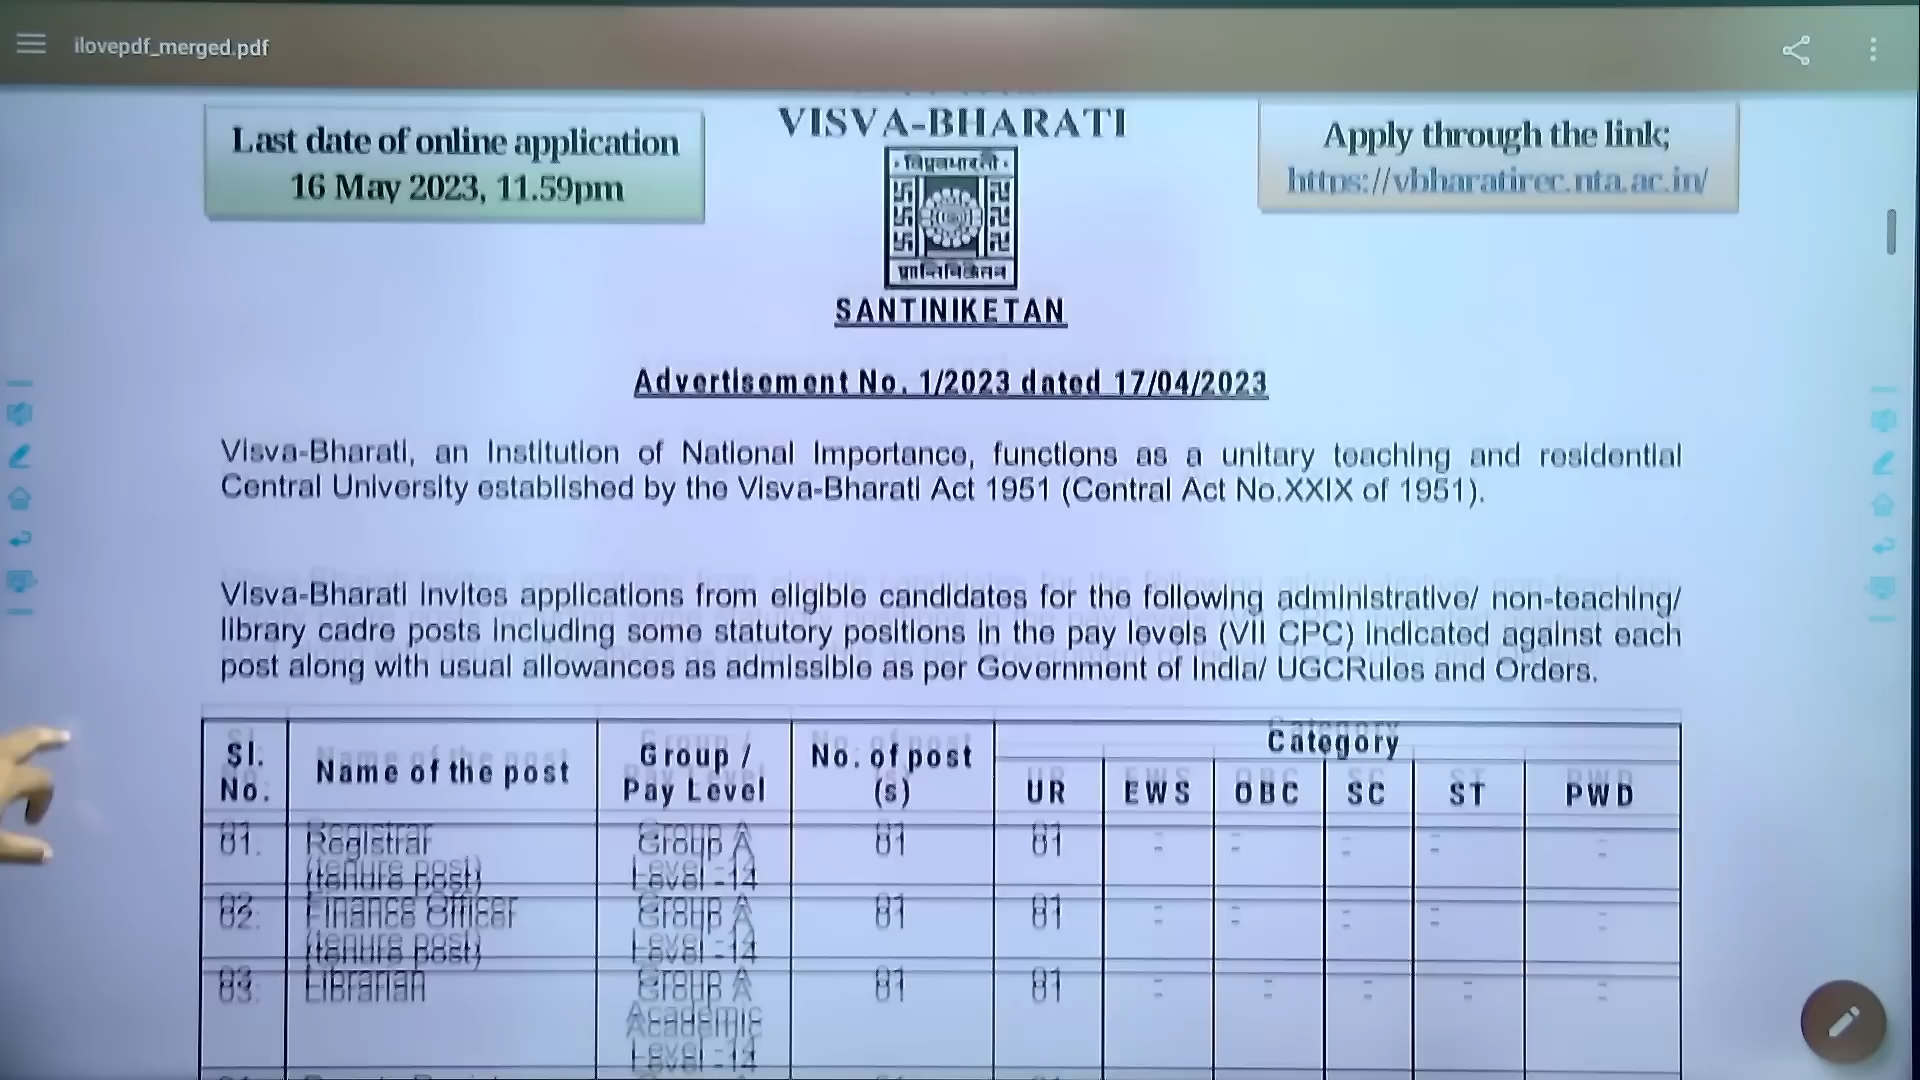 ilovepdf_merged.pdf
Last date of online application
16 May 2023, 11.59pm
VISVA-BHARATI
Apply through the link;
https://vbharatirec.nta.ac.in/
विश्वभारती
शान्तिनिकेतन
SANTINIKETAN
Advertisement No. 1/2023 dated 17/04/2023
Visva-Bharati, an Institution of National Importance, functions as a unitary teaching and residential
Central University established by the Visva-Bharati Act 1951 (Central Act No.XXIX of 1951).
Visva-Bharati invites applications from eligible candidates for the following administrative/ non-teaching/
library cadre posts including some statutory positions in the pay levels (VII CPC) indicated against each
post along with usual allowances as admissible as per Government of India/ UGCRules and Orders.
Sl. No. Name of the post Group / Pay Level No. of post (s) Category
UR EWS OBC SC ST PWD
01. Registrar (tenure post) Group A Level -14 01 01 - - - - -
02. Finance Officer (tenure post) Group A Level -14 01 01 - - - - -
03. Librarian Group A Academic Level -14 01 01 - - - - -